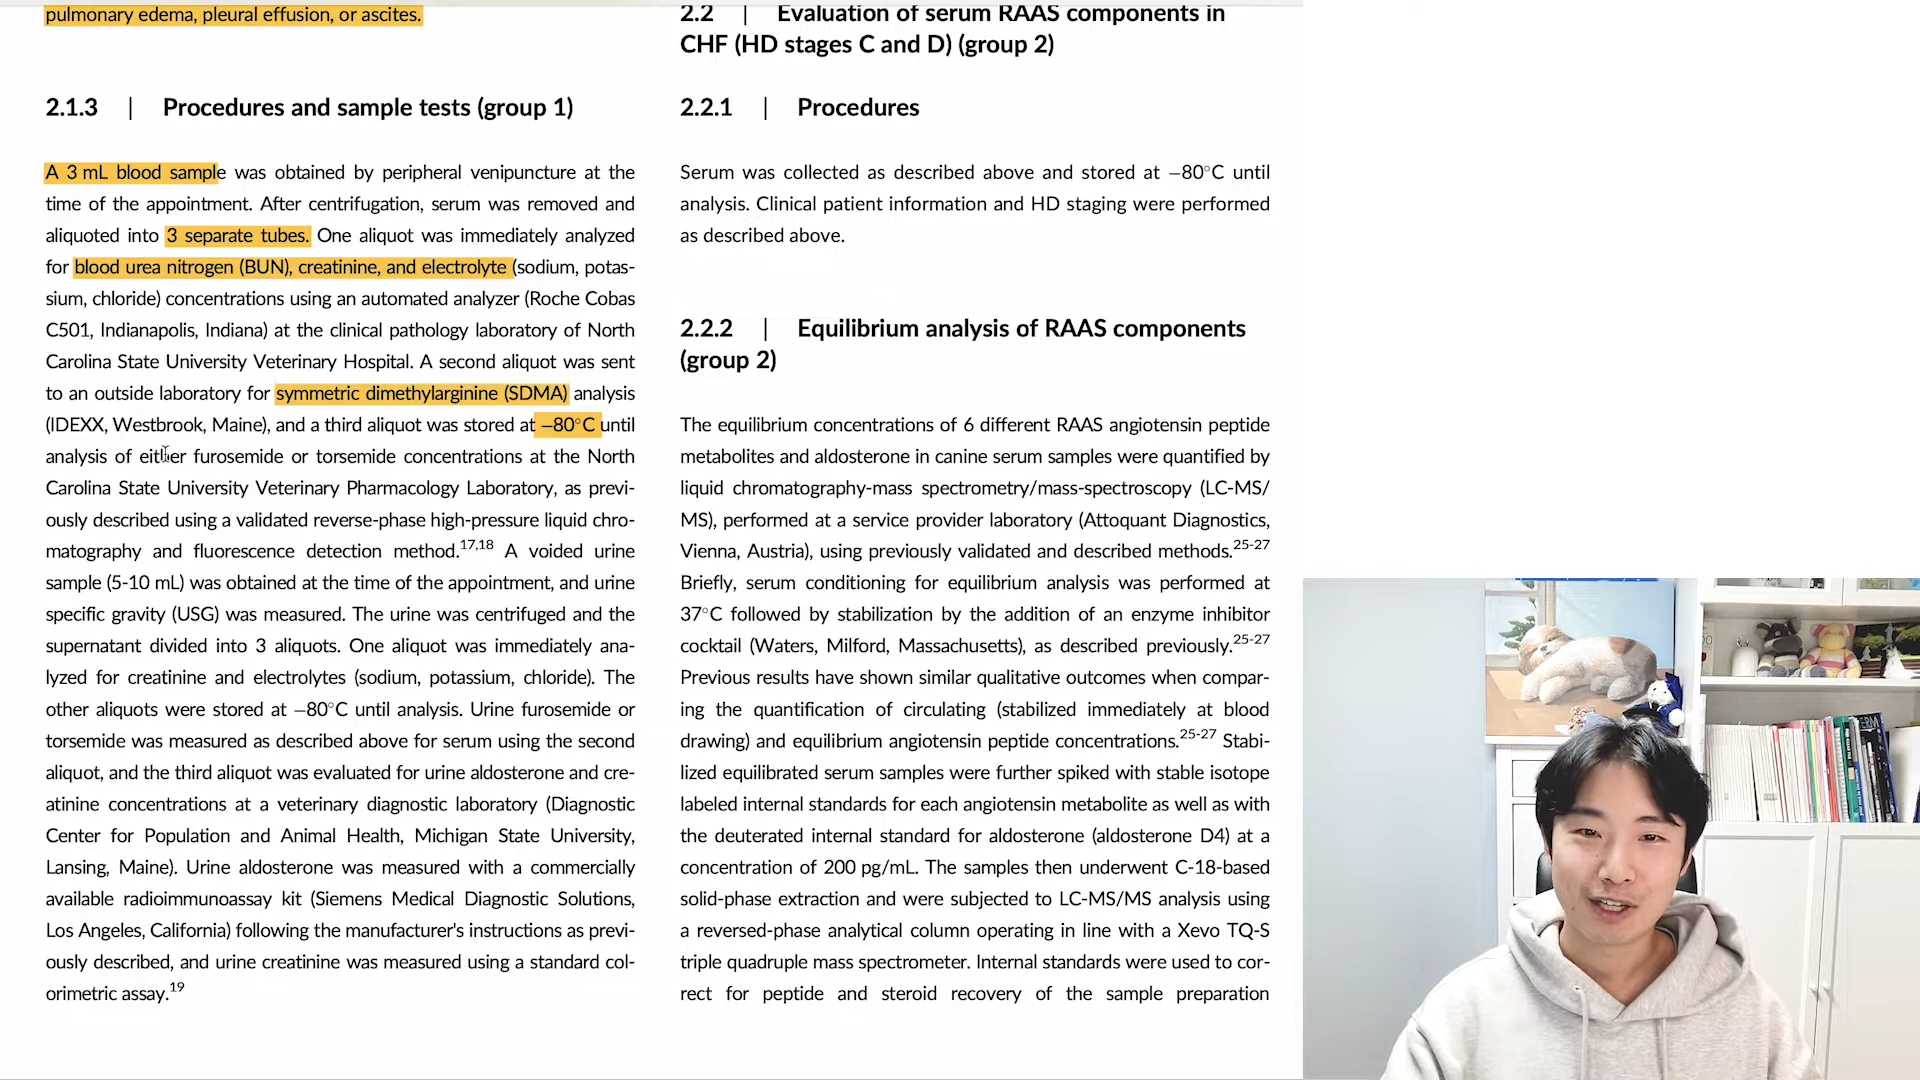 pulmonary edema, pleural effusion, or ascites.
2.1.3 | Procedures and sample tests (group 1)
A 3 mL blood sample was obtained by peripheral venipuncture at the
time of the appointment. After centrifugation, serum was removed and
aliquoted into 3 separate tubes. One aliquot was immediately analyzed
for blood urea nitrogen (BUN), creatinine, and electrolyte (sodium, potas-
sium, chloride) concentrations using an automated analyzer (Roche Cobas
C501, Indianapolis, Indiana) at the clinical pathology laboratory of North
Carolina State University Veterinary Hospital. A second aliquot was sent
to an outside laboratory for symmetric dimethylarginine (SDMA) analysis
(IDEXX, Westbrook, Maine), and a third aliquot was stored at −80°C until
analysis of either furosemide or torsemide concentrations at the North
Carolina State University Veterinary Pharmacology Laboratory, as previ-
ously described using a validated reverse-phase high-pressure liquid chro-
matography and fluorescence detection method.17,18 A voided urine
sample (5-10 mL) was obtained at the time of the appointment, and urine
specific gravity (USG) was measured. The urine was centrifuged and the
supernatant divided into 3 aliquots. One aliquot was immediately ana-
lyzed for creatinine and electrolytes (sodium, potassium, chloride). The
other aliquots were stored at −80°C until analysis. Urine furosemide or
torsemide was measured as described above for serum using the second
aliquot, and the third aliquot was evaluated for urine aldosterone and cre-
atinine concentrations at a veterinary diagnostic laboratory (Diagnostic
Center for Population and Animal Health, Michigan State University,
Lansing, Maine). Urine aldosterone was measured with a commercially
available radioimmunoassay kit (Siemens Medical Diagnostic Solutions,
Los Angeles, California) following the manufacturer's instructions as previ-
ously described, and urine creatinine was measured using a standard col-
orimetric assay.19
2.2 | Evaluation of serum RAAS components in
CHF (HD stages C and D) (group 2)
2.2.1 | Procedures
Serum was collected as described above and stored at −80°C until
analysis. Clinical patient information and HD staging were performed
as described above.
2.2.2 | Equilibrium analysis of RAAS components
(group 2)
The equilibrium concentrations of 6 different RAAS angiotensin peptide
metabolites and aldosterone in canine serum samples were quantified by
liquid chromatography-mass spectrometry/mass-spectroscopy (LC-MS/
MS), performed at a service provider laboratory (Attoquant Diagnostics,
Vienna, Austria), using previously validated and described methods.25-27
Briefly, serum conditioning for equilibrium analysis was performed at
37°C followed by stabilization by the addition of an enzyme inhibitor
cocktail (Waters, Milford, Massachusetts), as described previously.25-27
Previous results have shown similar qualitative outcomes when compar-
ing the quantification of circulating (stabilized immediately at blood
drawing) and equilibrium angiotensin peptide concentrations.25-27 Stabi-
lized equilibrated serum samples were further spiked with stable isotope
labeled internal standards for each angiotensin metabolite as well as with
the deuterated internal standard for aldosterone (aldosterone D4) at a
concentration of 200 pg/mL. The samples then underwent C-18-based
solid-phase extraction and were subjected to LC-MS/MS analysis using
a reversed-phase analytical column operating in line with a Xevo TQ-S
triple quadruple mass spectrometer. Internal standards were used to cor-
rect for peptide and steroid recovery of the sample preparation